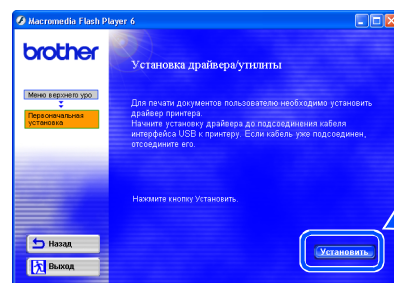 Macromedia Flash Player 6
brother
Установка драйвера/утилиты
Меню верхнего уро
Первоначальная
установка
Для печати документов пользователю необходимо установить
драйвер принтера.
Начните установку драйвера до подсоединения кабеля
интерфейса USB к принтеру. Если кабель уже подсоединен,
отсоедините его.
Нажмите кнопку Установить.
Назад
Выход
Установить